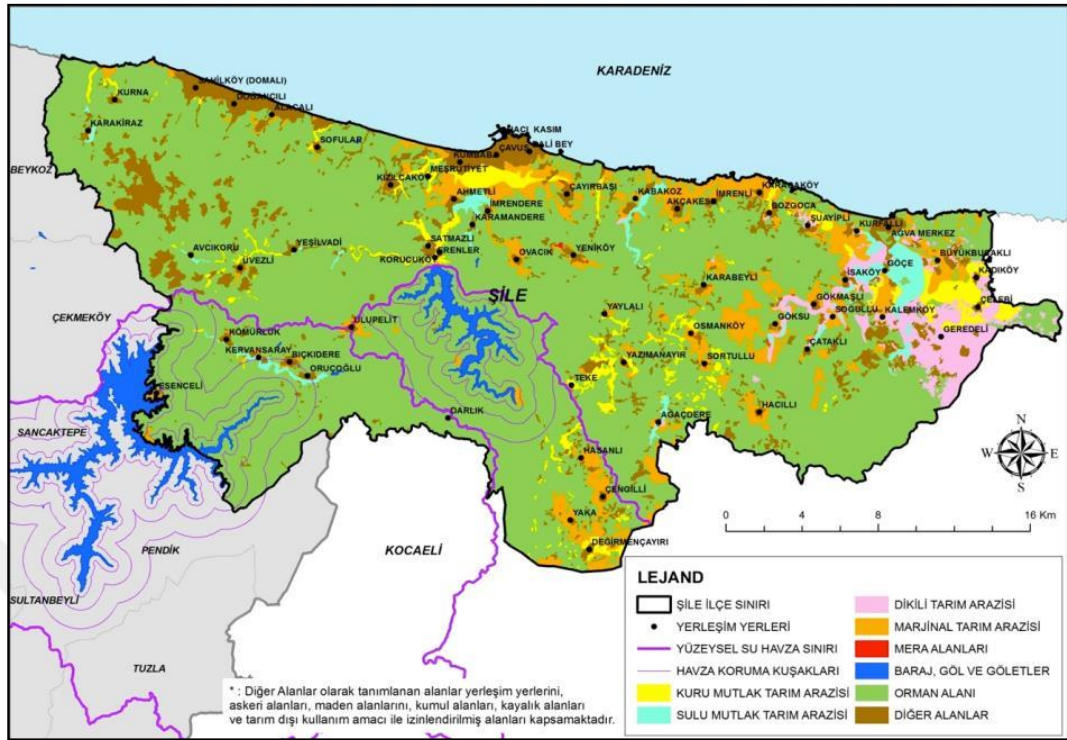 KARADENİZ
SAHİLKÖY (DOMALI)
KURNA
DOĞANCILI
ALACALI
KARAKİRAZ
SOFULAR
HACI KASIM
ÇAVUŞ
BALİ BEY
KUMBABA
MEŞRUTİYET
KIZILCAKÖY
BEYKOZ
AHMETLİ
İMRENDERE
KARAMANDERE
ÇAYIRBAŞI
KABAKOZ
AKÇAKESE
İMRENLİ
KARACAKÖY
BOZGOCA
ŞUAYİPLİ
KURFALLI
AĞVA MERKEZ
AVCIKORU
YEŞİLVADİ
ÜVEZLİ
SATMAZLI
ERENLER
KORUCUKÖY
OVACIK
YENİKÖY
GÖÇE
BÜYÜKBUCAKLI
İSAKÖY
KADIKÖY
ŞİLE
KARABEYLİ
ÇELEBİ
GÖKMAŞLI
ÇEKMEKÖY
YAYLALI
GÖKSU
SOĞULLU
KALEMKÖY
GEREDELİ
ULUPELİT
KÖMÜRLÜK
OSMANKÖY
ÇATAKLI
KERVANSARAY
BIÇKIDERE
ORUÇOĞLU
YAZIMANAYIR
SORTULLU
ESENÇELİ
TEKE
SANCAKTEPE
DARLIK
AĞAÇDERE
HACILLI
HASANLI
ÇENGİLLİ
YAKA
DEĞİRMENÇAYIRI
KOCAELİ
PENDİK
SULTANBEYLİ
TUZLA
N
W E
S
0 4 8 16 Km
LEJAND
ŞİLE İLÇE SINIRI
YERLEŞİM YERLERİ
YÜZEYSEL SU HAVZA SINIRI
HAVZA KORUMA KUŞAKLARI
KURU MUTLAK TARIM ARAZİSİ
SULU MUTLAK TARIM ARAZİSİ
DİKİLİ TARIM ARAZİSİ
MARJİNAL TARIM ARAZİSİ
MERA ALANLARI
BARAJ, GÖL VE GÖLETLER
ORMAN ALANI
DİĞER ALANLAR
* : Diğer Alanlar olarak tanımlanan alanlar yerleşim yerlerini,
askeri alanları, maden alanlarını, kumul alanları, kayalık alanları
ve tarım dışı kullanım amacı ile izinlendirilmiş alanları kapsamaktadır.